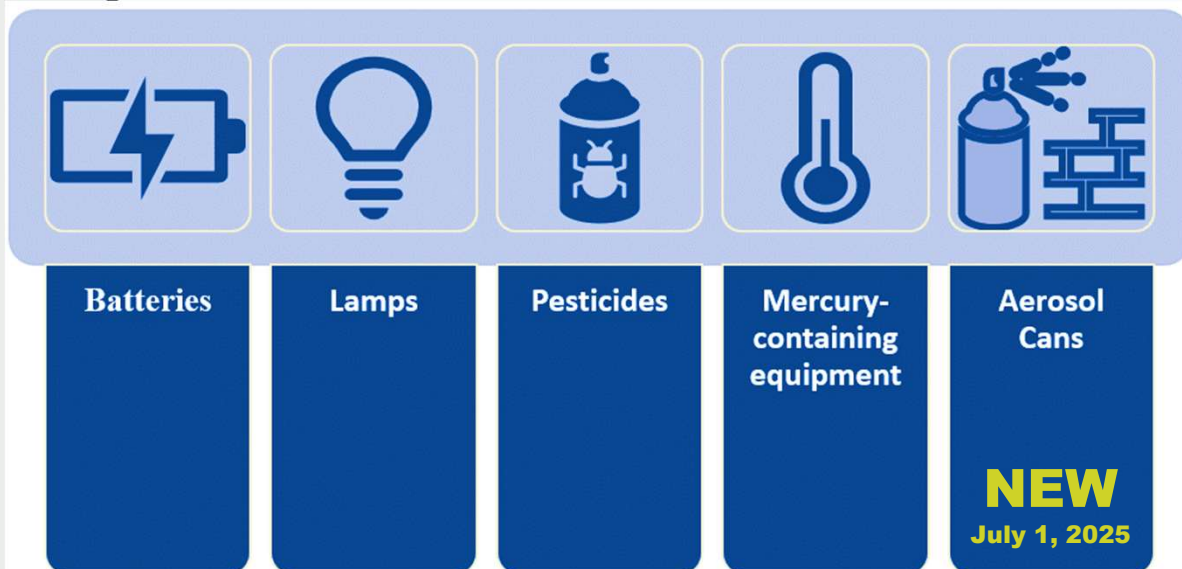 Batteries
Lamps
Pesticides
Mercury-
containing
equipment
Aerosol
Cans
NEW
July 1, 2025